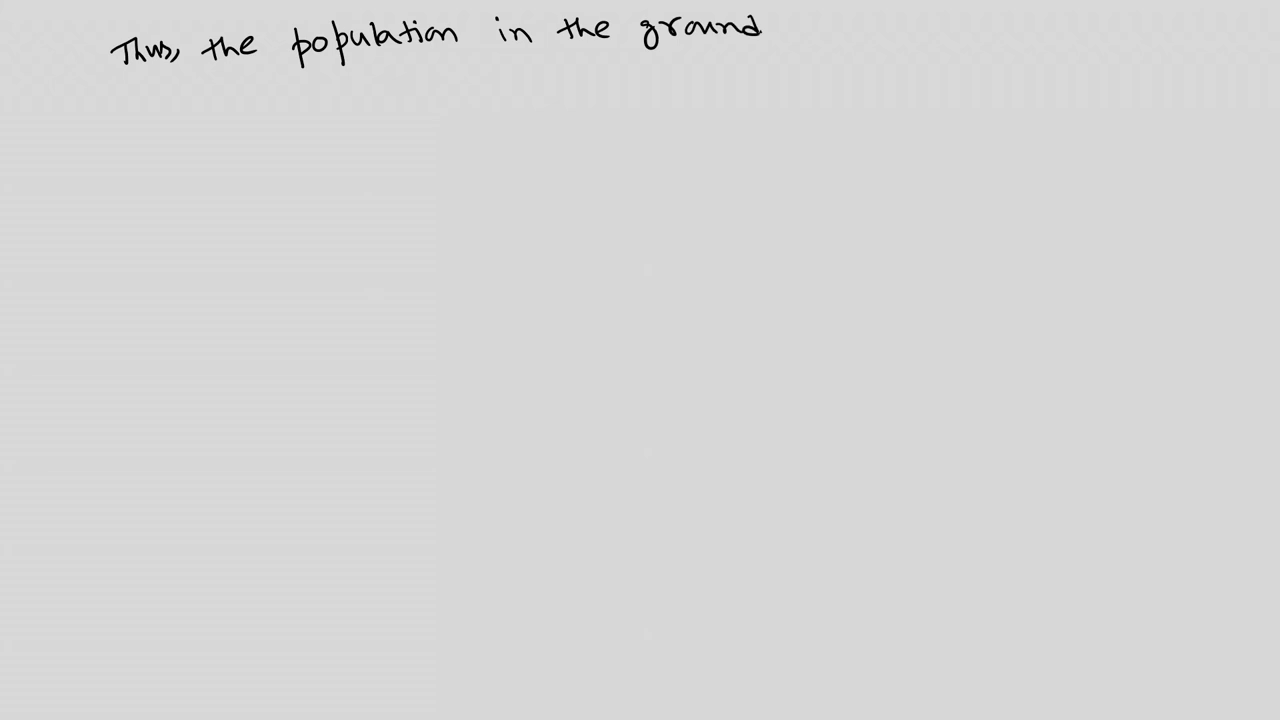 Thus, the population in the ground